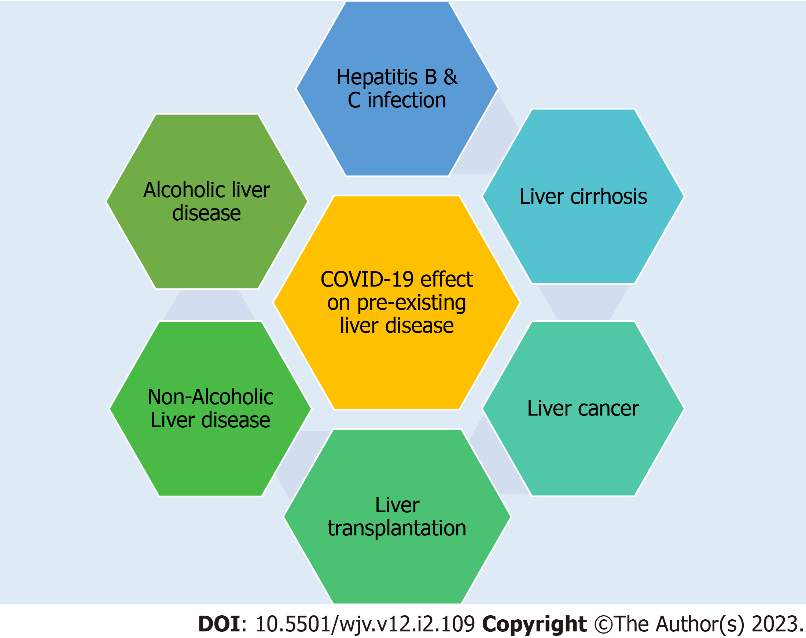 Hepatitis B &
C infection
Alcoholic liver
disease
Liver cirrhosis
COVID-19 effect
on pre-existing
liver disease
Non-Alcoholic
Liver disease
Liver cancer
Liver
transplantation
DOI: 10.5501/wjv.v12.i2.109 Copyright ©The Author(s) 2023.